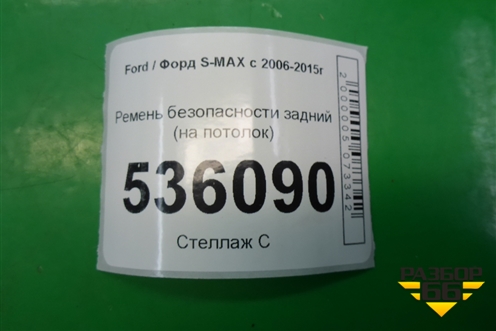 Ford / Форд S-MAX с 2006-2015г
Ремень безопасности задний
(на потолок)
536090
Стеллаж С
2000005073342
РАЗБОР
66